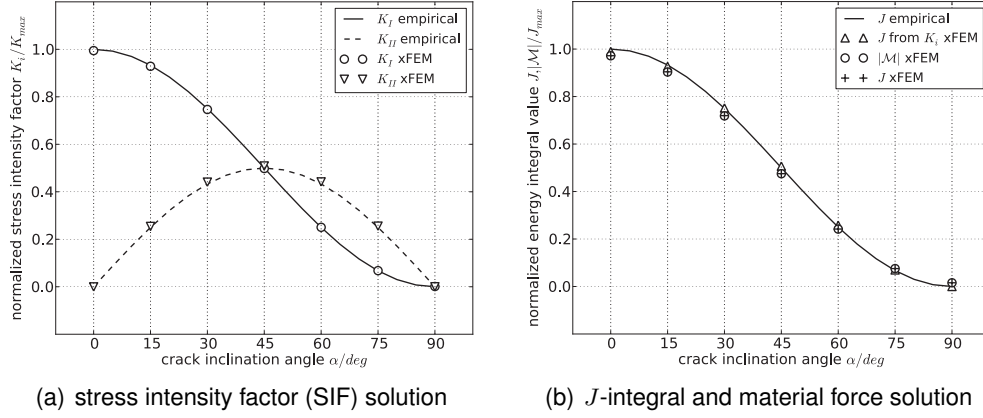 normalized stress intensity factor K_i/K_max
K_I empirical
K_II empirical
K_I xFEM
K_II xFEM
1.0
0.8
0.6
0.4
0.2
0.0
0 15 30 45 60 75 90
crack inclination angle α/deg
(a) stress intensity factor (SIF) solution
normalized energy integral value J,|M|/J_max
J empirical
J from K_i xFEM
|M| xFEM
J xFEM
1.0
0.8
0.6
0.4
0.2
0.0
0 15 30 45 60 75 90
crack inclination angle α/deg
(b) J-integral and material force solution